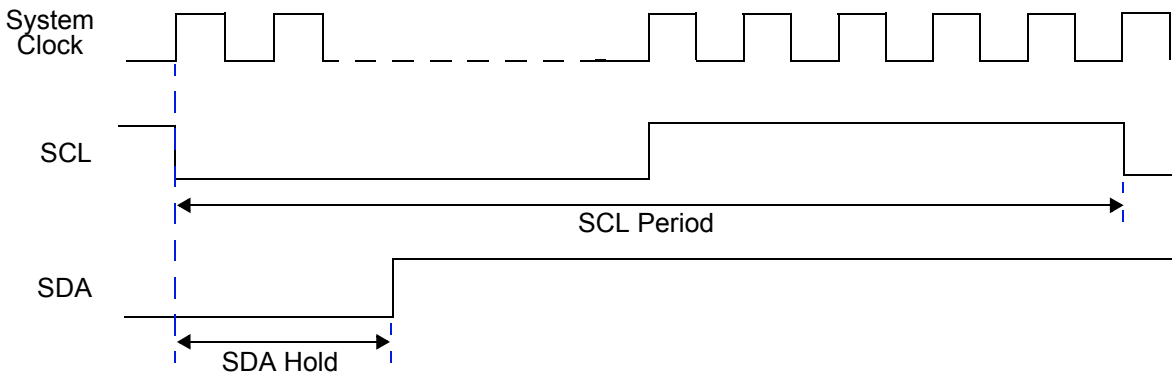 System
Clock
SCL
SCL Period
SDA
SDA Hold